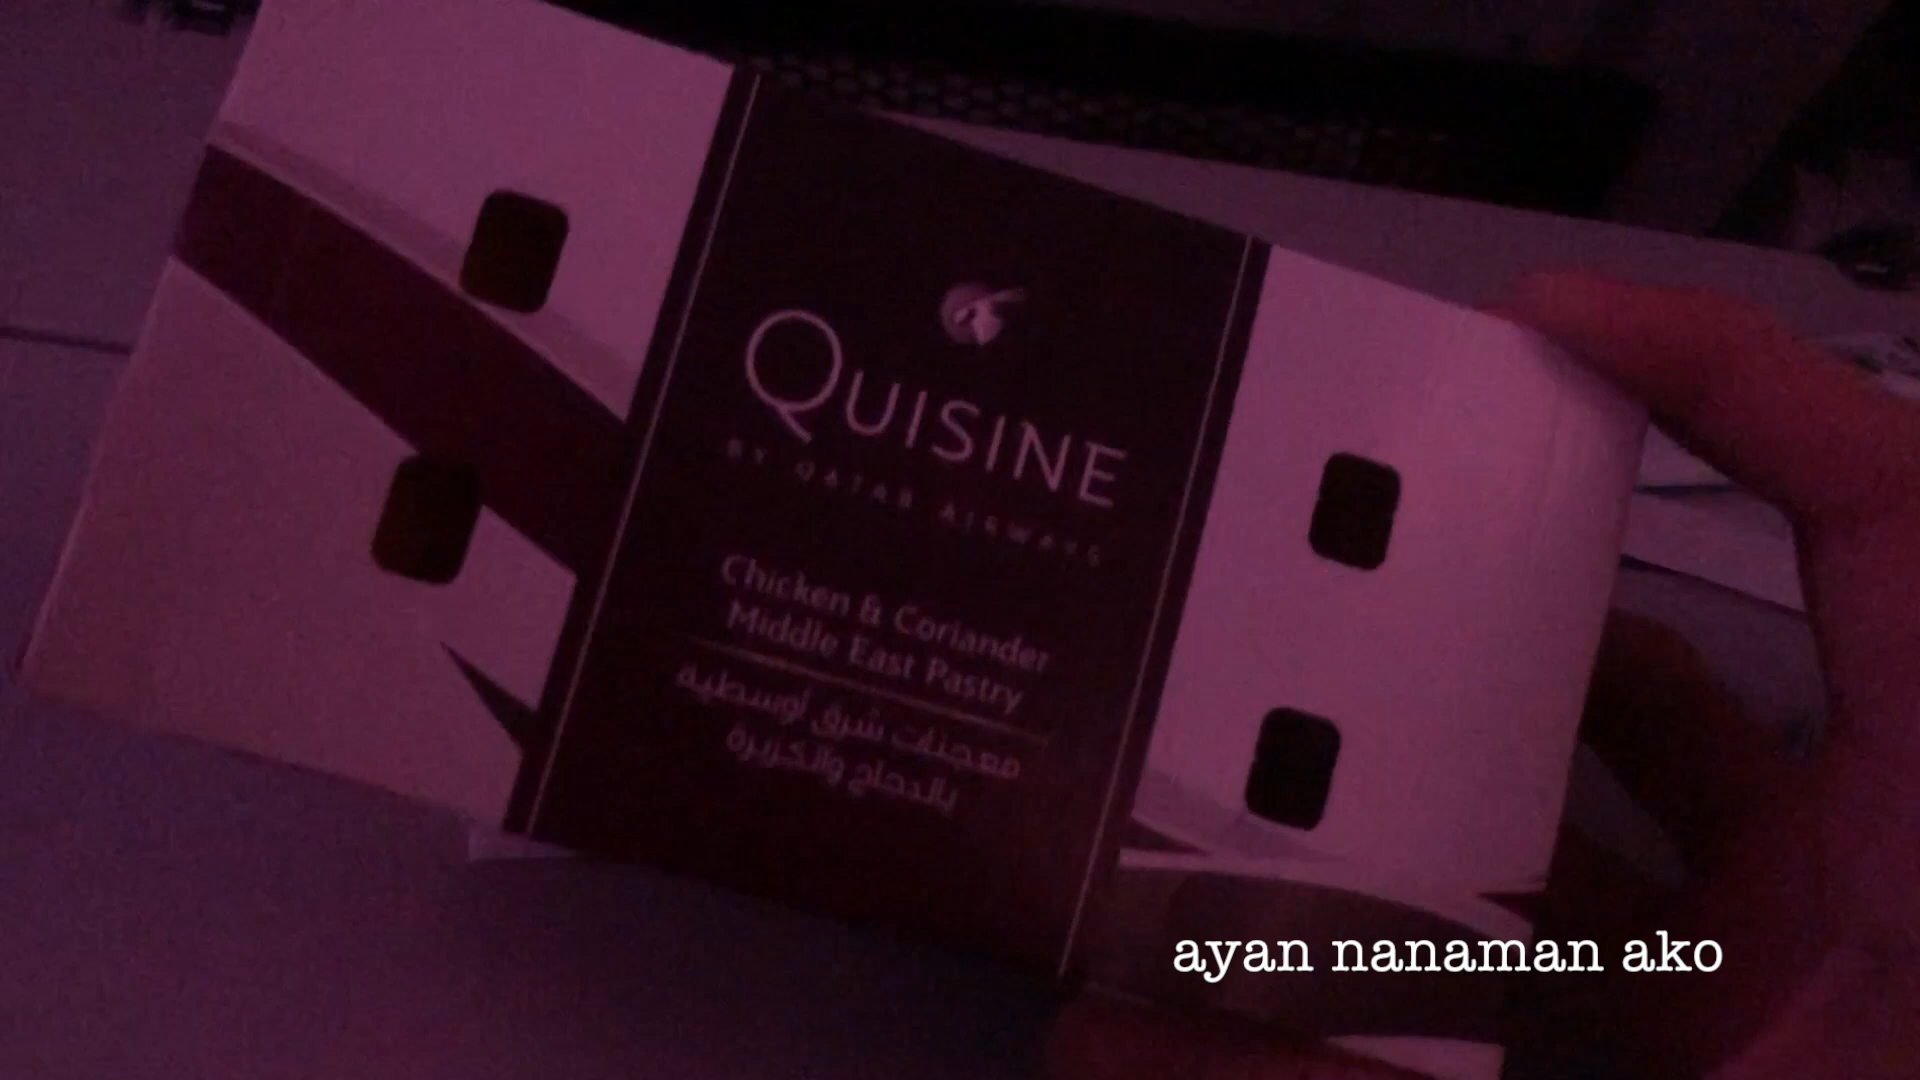 QUISINE
BY QATAR AIRWAYS
Chicken & Coriander
Middle East Pastry
معجنات شرق أوسطية
بالدجاج والكزبرة
ayan nanaman ako